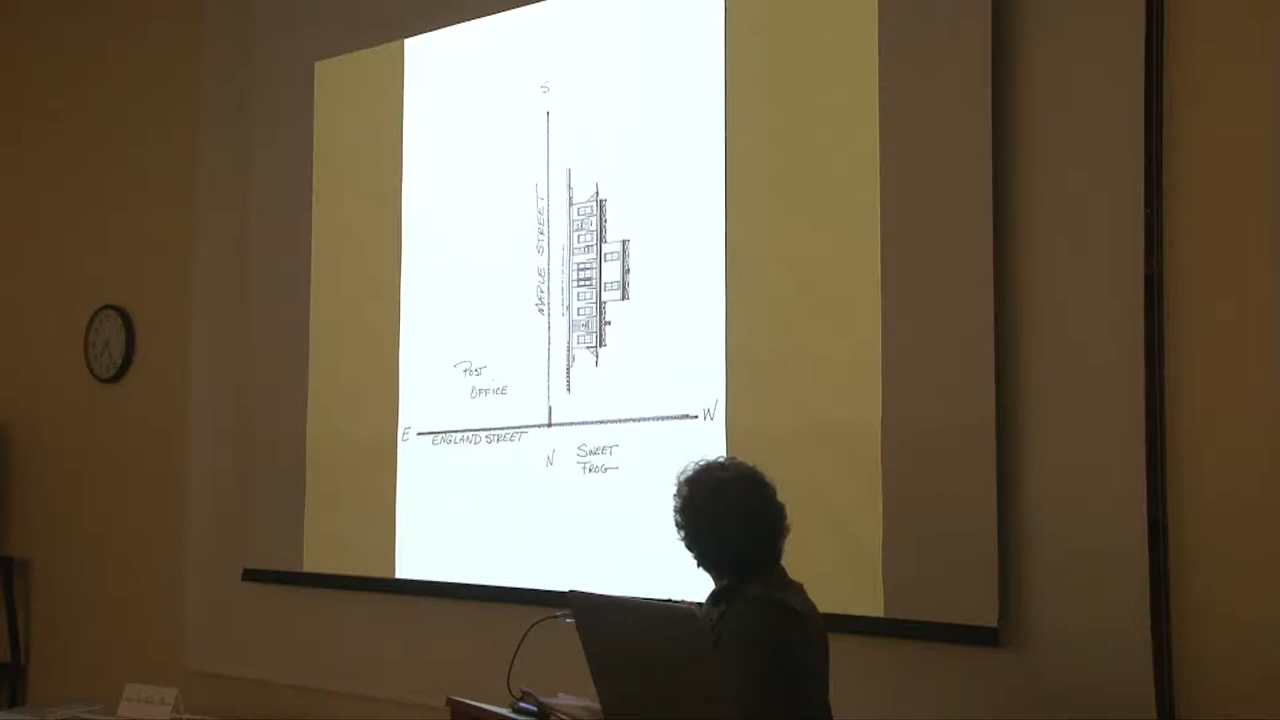 S
MAPLE STREET
POST
OFFICE
E
W
ENGLAND STREET
N
SWEET
FROG